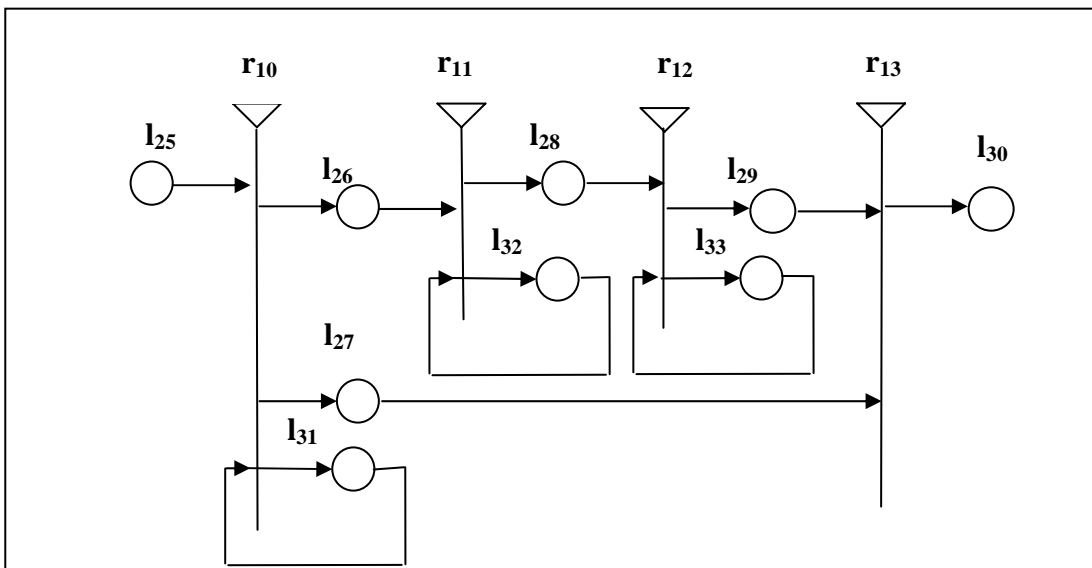 r₁₀ r₁₁ r₁₂ r₁₃
l₂₅ l₂₈ l₃₀
l₂₆ l₂₉
l₃₂ l₃₃
l₂₇
l₃₁